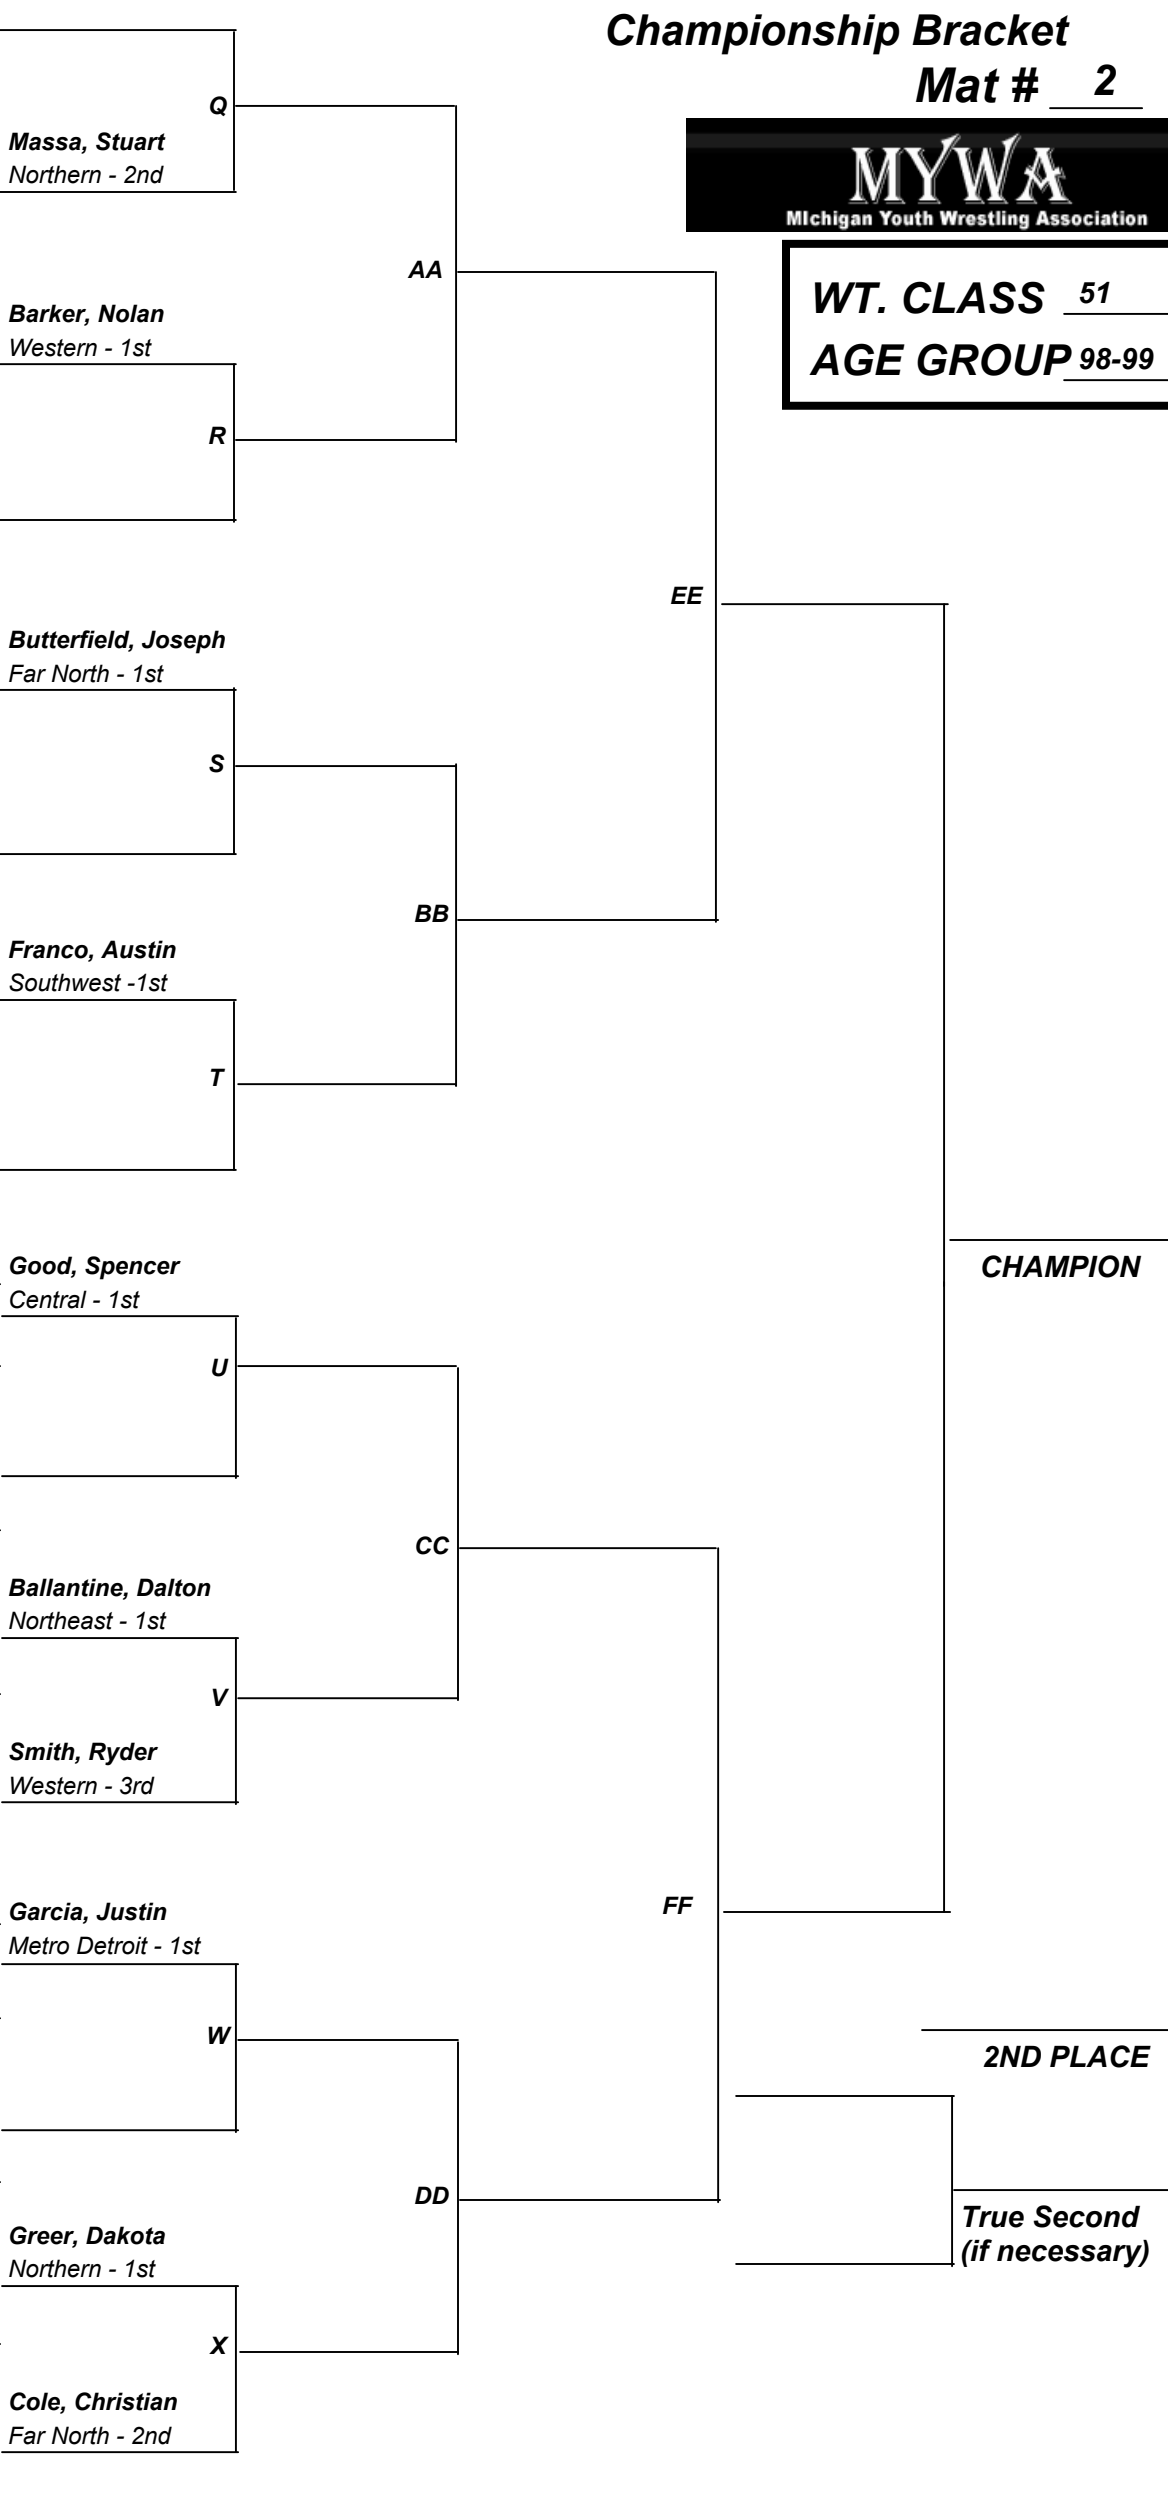 Championship Bracket
Mat # 2
MYWA
MIchigan Youth Wrestling Association
WT. CLASS 51
AGE GROUP 98-99
Q
Massa, Stuart
Northern - 2nd
AA
Barker, Nolan
Western - 1st
R
EE
Butterfield, Joseph
Far North - 1st
S
BB
Franco, Austin
Southwest -1st
T
Good, Spencer
Central - 1st
CHAMPION
U
CC
Ballantine, Dalton
Northeast - 1st
V
Smith, Ryder
Western - 3rd
Garcia, Justin
Metro Detroit - 1st
FF
W
2ND PLACE
DD
True Second
(if necessary)
Greer, Dakota
Northern - 1st
X
Cole, Christian
Far North - 2nd